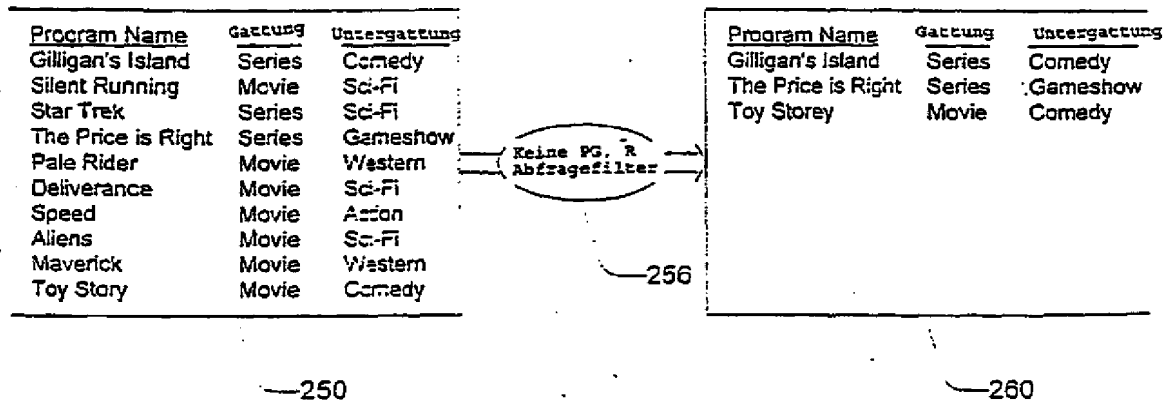 Program Name Gattung Untergattung
Gilligan's Island Series Comedy
Silent Running Movie Sci-Fi
Star Trek Series Sci-Fi
The Price is Right Series Gameshow
Pale Rider Movie Western
Deliverance Movie Sci-Fi
Speed Movie Action
Aliens Movie Sci-Fi
Maverick Movie Western
Toy Story Movie Comedy
250
Keine PG, R
Abfragefilter
256
Program Name Gattung Untergattung
Gilligan's Island Series Comedy
The Price is Right Series Gameshow
Toy Storey Movie Comedy
260